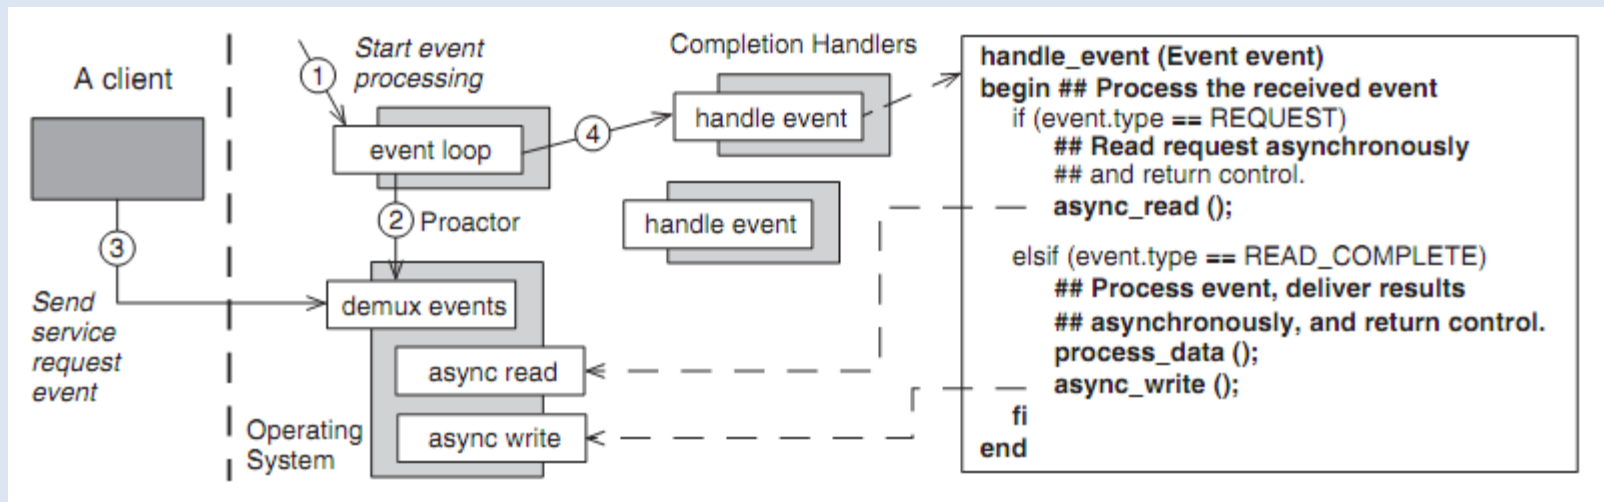 A client
1
Start event
processing
event loop
2
Proactor
3
Send
service
request
event
demux events
async read
async write
Operating
System
4
Completion Handlers
handle event
handle event
handle_event (Event event)
begin ## Process the received event
if (event.type == REQUEST)
## Read request asynchronously
## and return control.
async_read ();
elsif (event.type == READ_COMPLETE)
## Process event, deliver results
## asynchronously, and return control.
process_data ();
async_write ();
fi
end